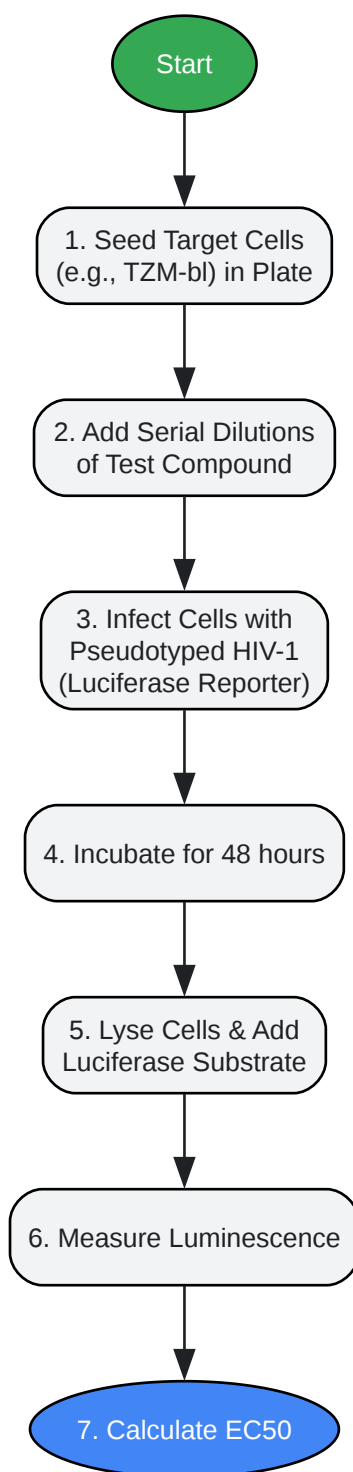 Start
1. Seed Target Cells
(e.g., TZM-bl) in Plate
2. Add Serial Dilutions
of Test Compound
3. Infect Cells with
Pseudotyped HIV-1
(Luciferase Reporter)
4. Incubate for 48 hours
5. Lyse Cells & Add
Luciferase Substrate
6. Measure Luminescence
7. Calculate EC50